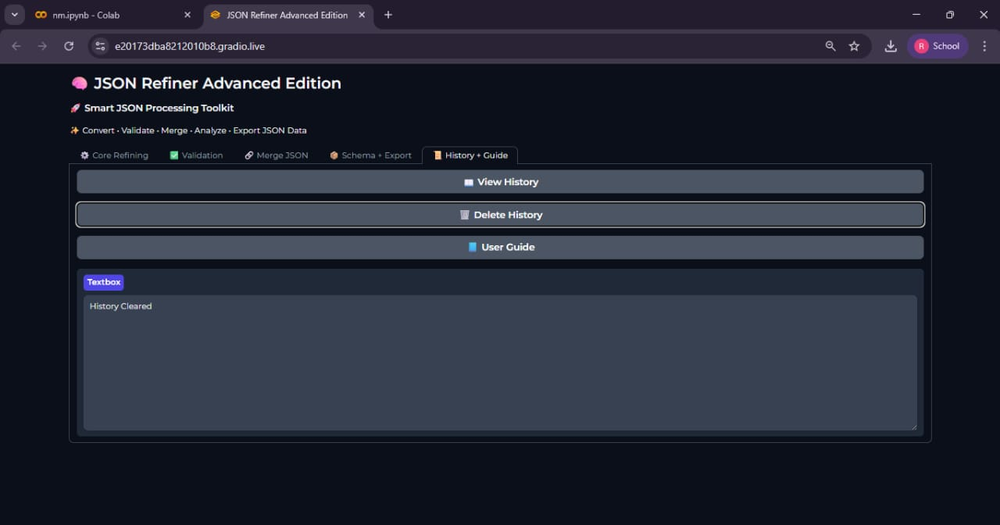 nm.ipynb - Colab
JSON Refiner Advanced Edition
e20173dba8212010b8.gradio.live
R
School
JSON Refiner Advanced Edition
Smart JSON Processing Toolkit
Convert • Validate • Merge • Analyze • Export JSON Data
Core Refining
Validation
Merge JSON
Schema + Export
History + Guide
View History
Delete History
User Guide
Textbox
History Cleared